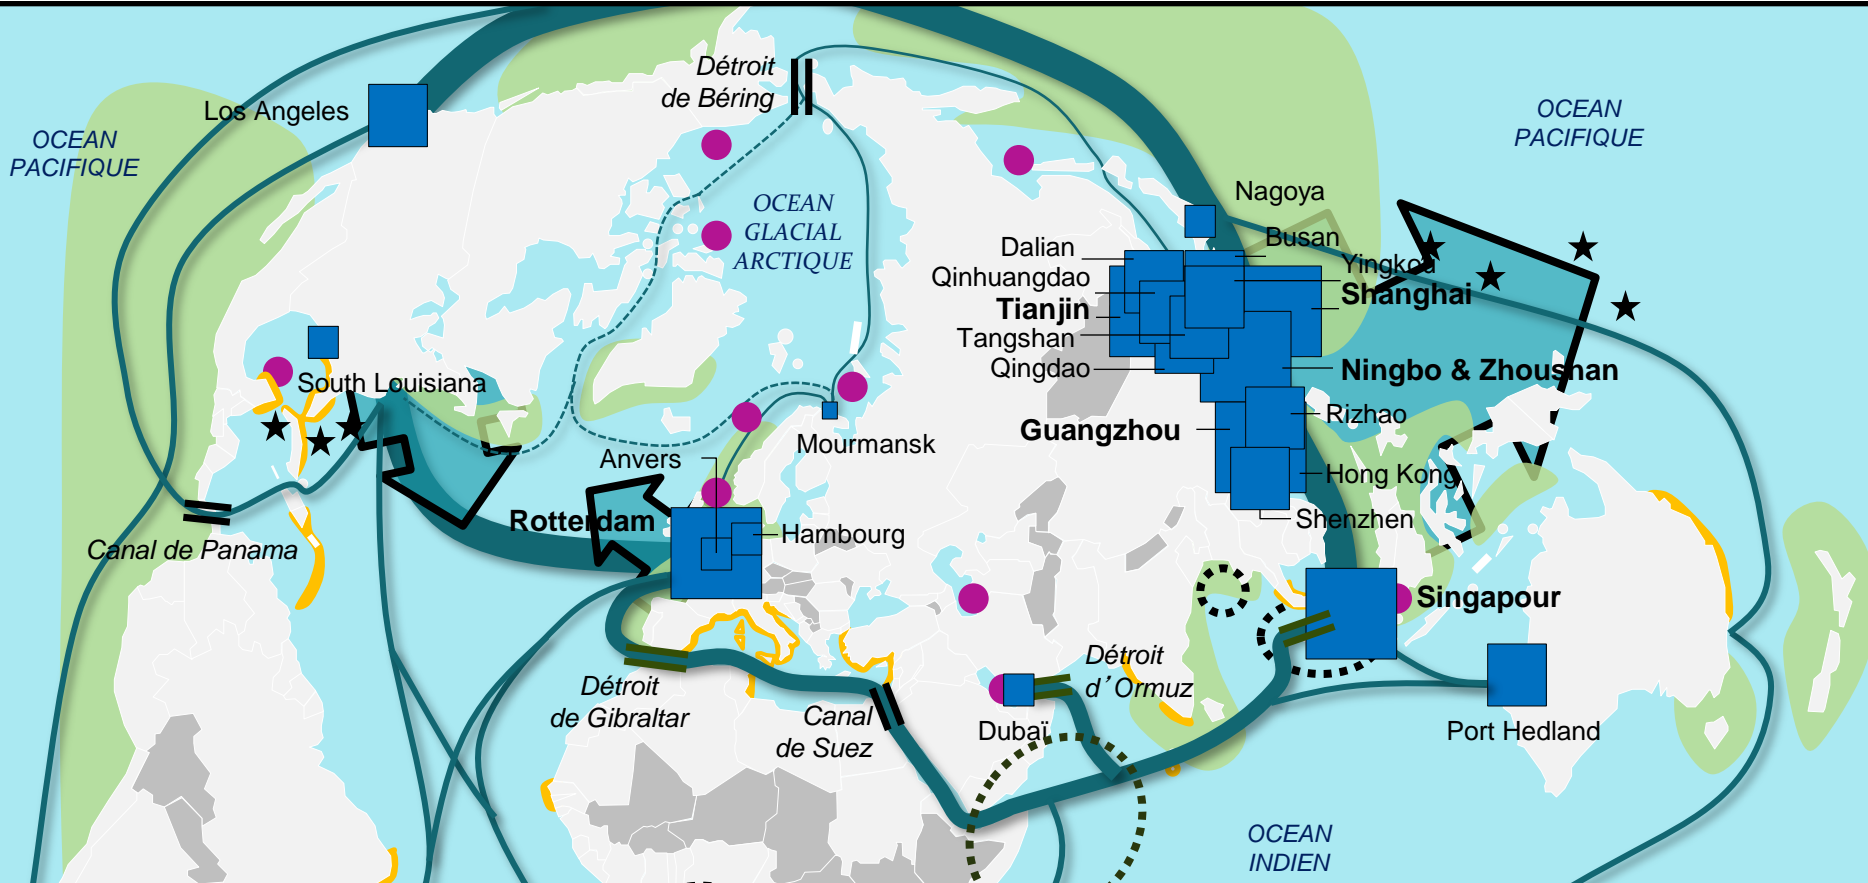 Détroit
de Béring
Los Angeles
OCEAN
PACIFIQUE
OCEAN
PACIFIQUE
OCEAN
GLACIAL
ARCTIQUE
Nagoya
Busan
Dalian
Yingkou
Qinhuangdao
Shanghai
Tianjin
Tangshan
Qingdao
Ningbo & Zhoushan
South Louisiana
Rizhao
Guangzhou
Mourmansk
Anvers
Hong Kong
Rotterdam
Shenzhen
Hambourg
Canal de Panama
Singapour
Détroit
de Gibraltar
Détroit
d’Ormuz
Canal
de Suez
Dubaï
Port Hedland
OCEAN
INDIEN